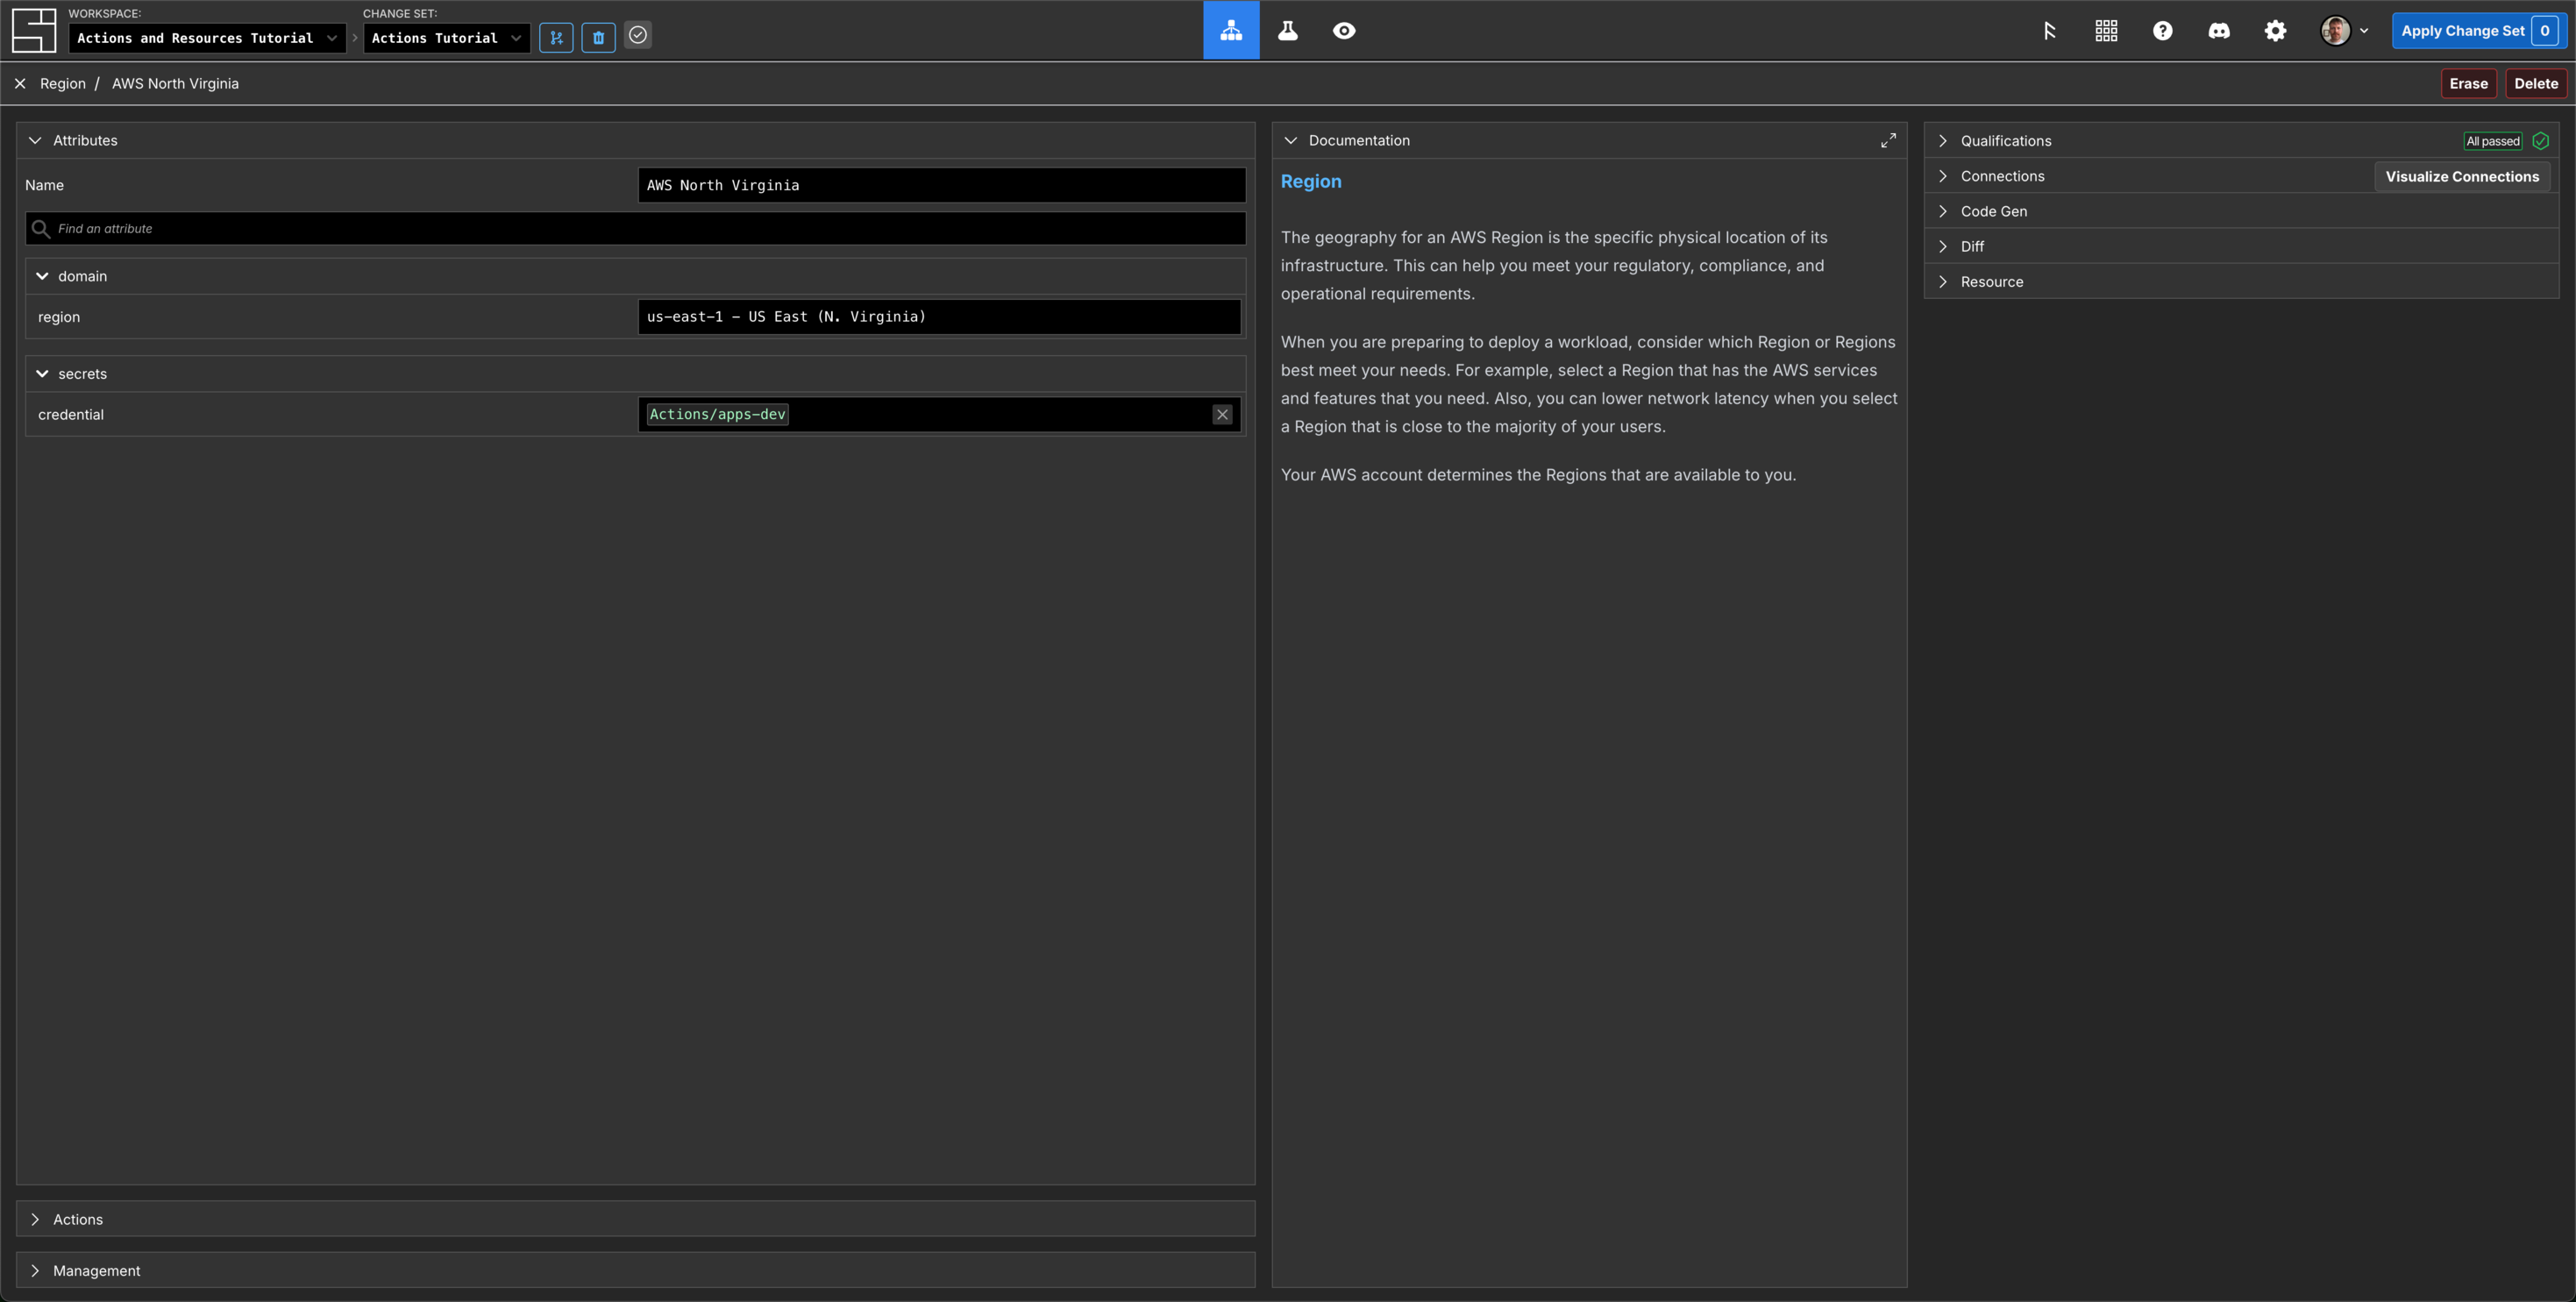 WORKSPACE:
Actions and Resources Tutorial
CHANGE SET:
Actions Tutorial
Apply Change Set 0
Region / AWS North Virginia
Erase
Delete
Attributes
Name
AWS North Virginia
Find an attribute
domain
region
us-east-1 - US East (N. Virginia)
secrets
credential
Actions/apps-dev
Actions
Management
Documentation
Region
The geography for an AWS Region is the specific physical location of its
infrastructure. This can help you meet your regulatory, compliance, and
operational requirements.
When you are preparing to deploy a workload, consider which Region or Regions
best meet your needs. For example, select a Region that has the AWS services
and features that you need. Also, you can lower network latency when you select
a Region that is close to the majority of your users.
Your AWS account determines the Regions that are available to you.
Qualifications
All passed
Connections
Visualize Connections
Code Gen
Diff
Resource